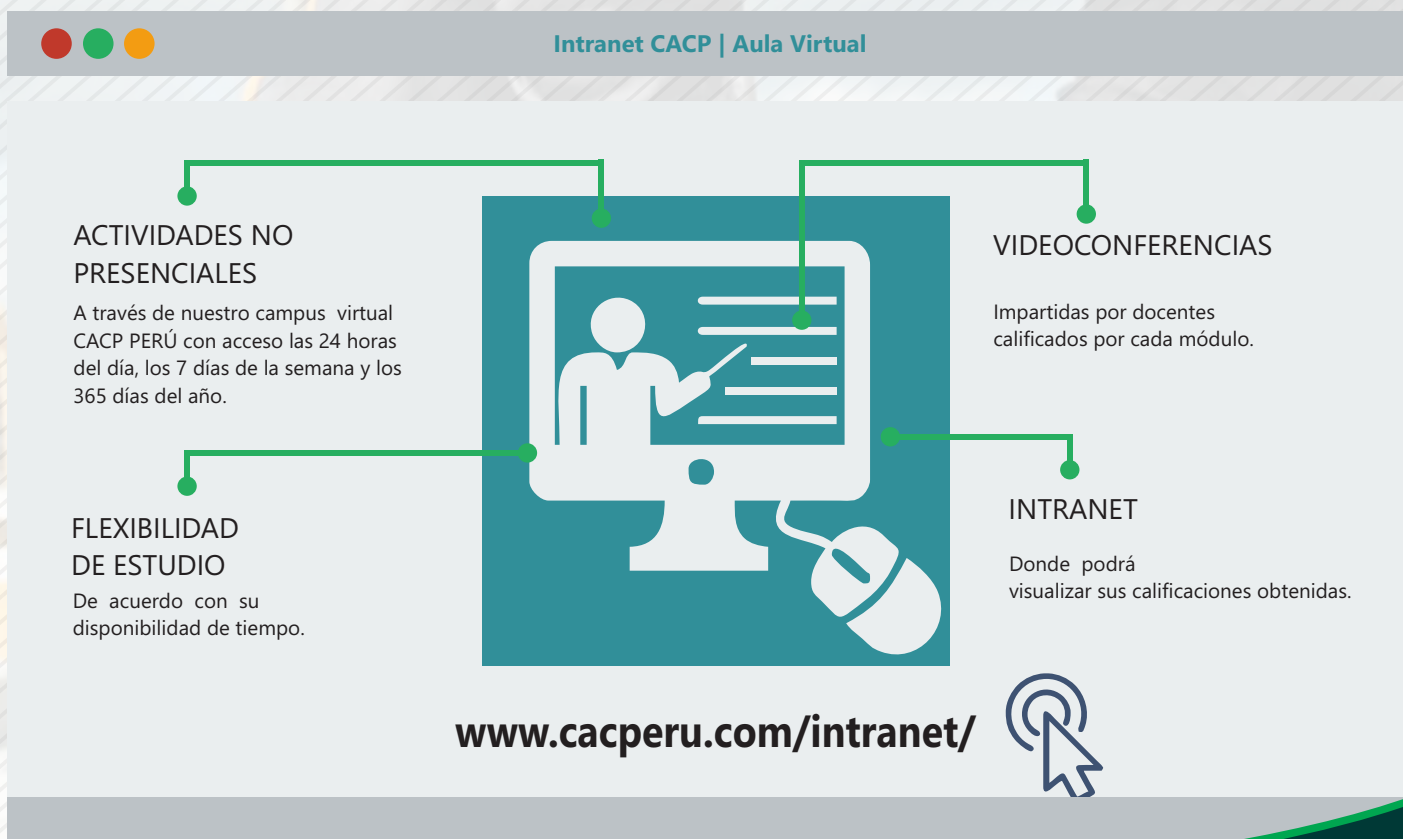 Intranet CACP | Aula Virtual
ACTIVIDADES NO
PRESENCIALES
A través de nuestro campus virtual
CACP PERÚ con acceso las 24 horas
del día, los 7 días de la semana y los
365 días del año.
VIDEOCONFERENCIAS
Impartidas por docentes
calificados por cada módulo.
FLEXIBILIDAD
DE ESTUDIO
De acuerdo con su
disponibilidad de tiempo.
INTRANET
Donde podrá
visualizar sus calificaciones obtenidas.
www.cacperu.com/intranet/